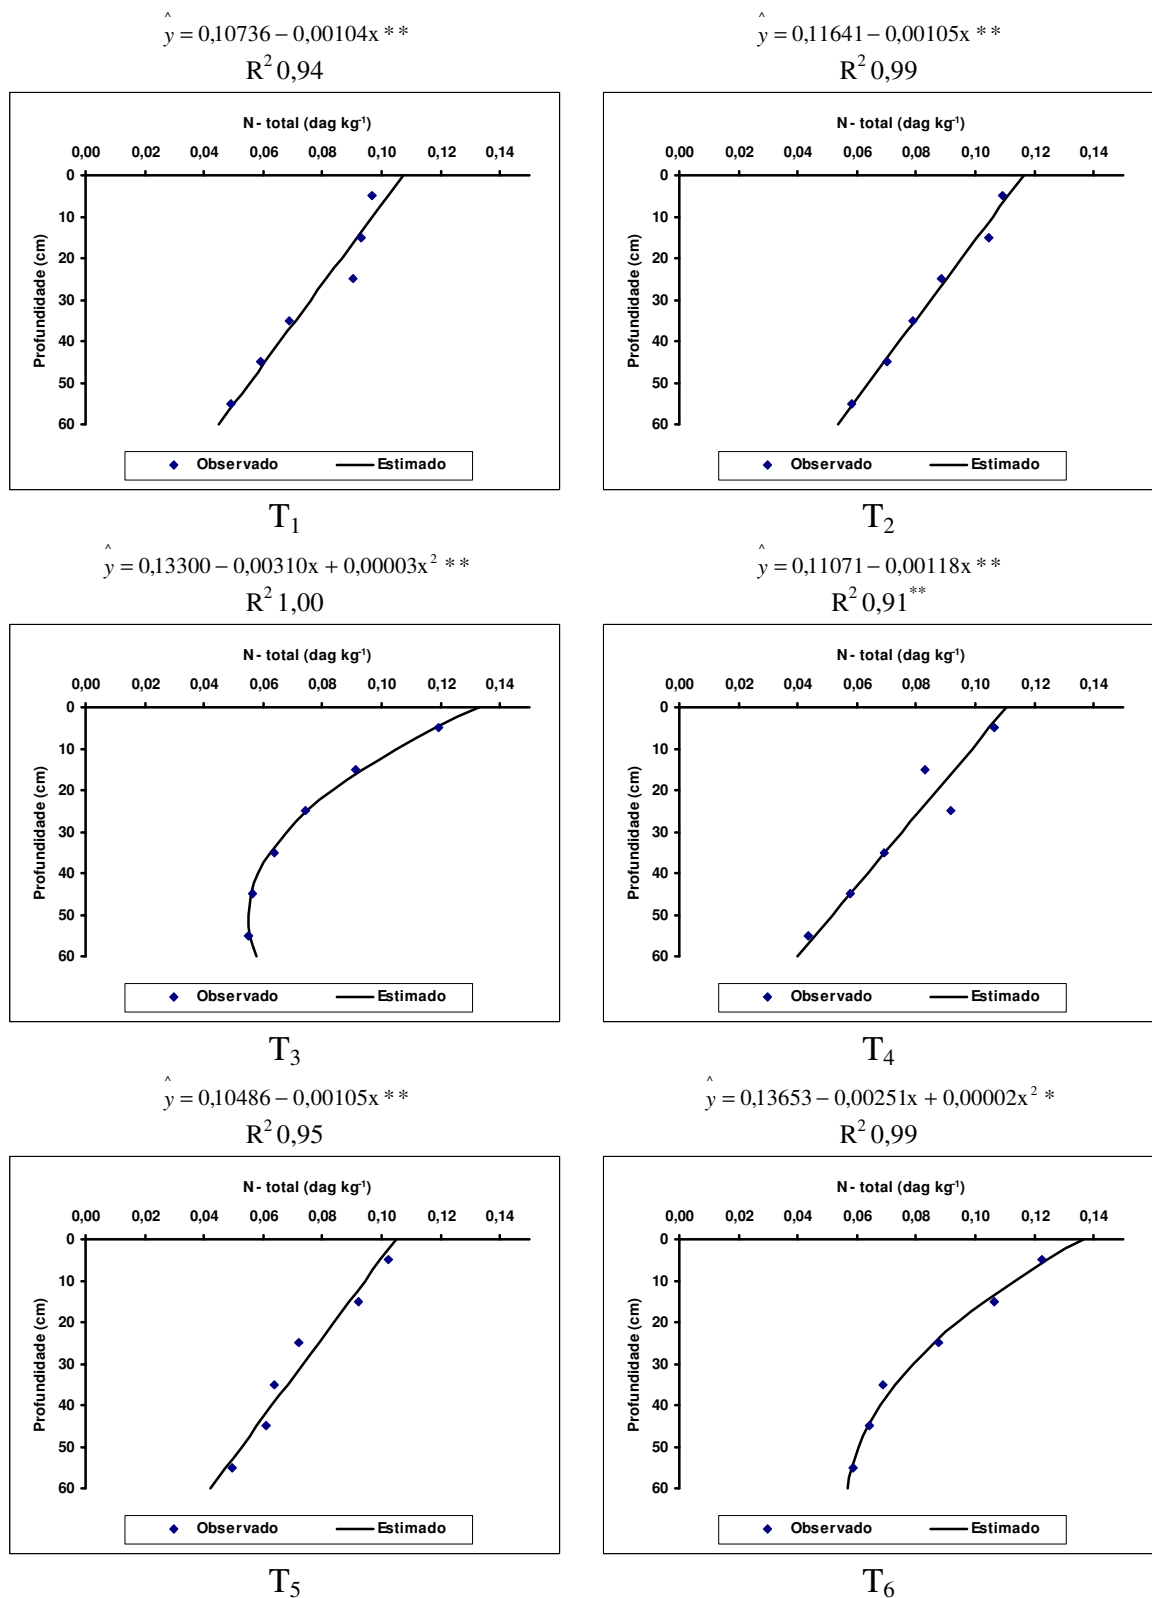 ŷ = 0,10736 – 0,00104x **
R² 0,94
N - total (dag kg⁻¹)
0,00 0,02 0,04 0,06 0,08 0,10 0,12 0,14
Profundidade (cm)
0
10
20
30
40
50
60
Observado Estimado
T₁
ŷ = 0,11641 – 0,00105x **
R² 0,99
N - total (dag kg⁻¹)
0,00 0,02 0,04 0,06 0,08 0,10 0,12 0,14
Profundidade (cm)
0
10
20
30
40
50
60
Observado Estimado
T₂
ŷ = 0,13300 – 0,00310x + 0,00003x² **
R² 1,00
N - total (dag kg⁻¹)
0,00 0,02 0,04 0,06 0,08 0,10 0,12 0,14
Profundidade (cm)
0
10
20
30
40
50
60
Observado Estimado
T₃
ŷ = 0,11071 – 0,00118x **
R² 0,91**
N - total (dag kg⁻¹)
0,00 0,02 0,04 0,06 0,08 0,10 0,12 0,14
Profundidade (cm)
0
10
20
30
40
50
60
Observado Estimado
T₄
ŷ = 0,10486 – 0,00105x **
R² 0,95
N - total (dag kg⁻¹)
0,00 0,02 0,04 0,06 0,08 0,10 0,12 0,14
Profundidade (cm)
0
10
20
30
40
50
60
Observado Estimado
T₅
ŷ = 0,13653 – 0,00251x + 0,00002x² *
R² 0,99
N - total (dag kg⁻¹)
0,00 0,02 0,04 0,06 0,08 0,10 0,12 0,14
Profundidade (cm)
0
10
20
30
40
50
60
Observado Estimado
T₆